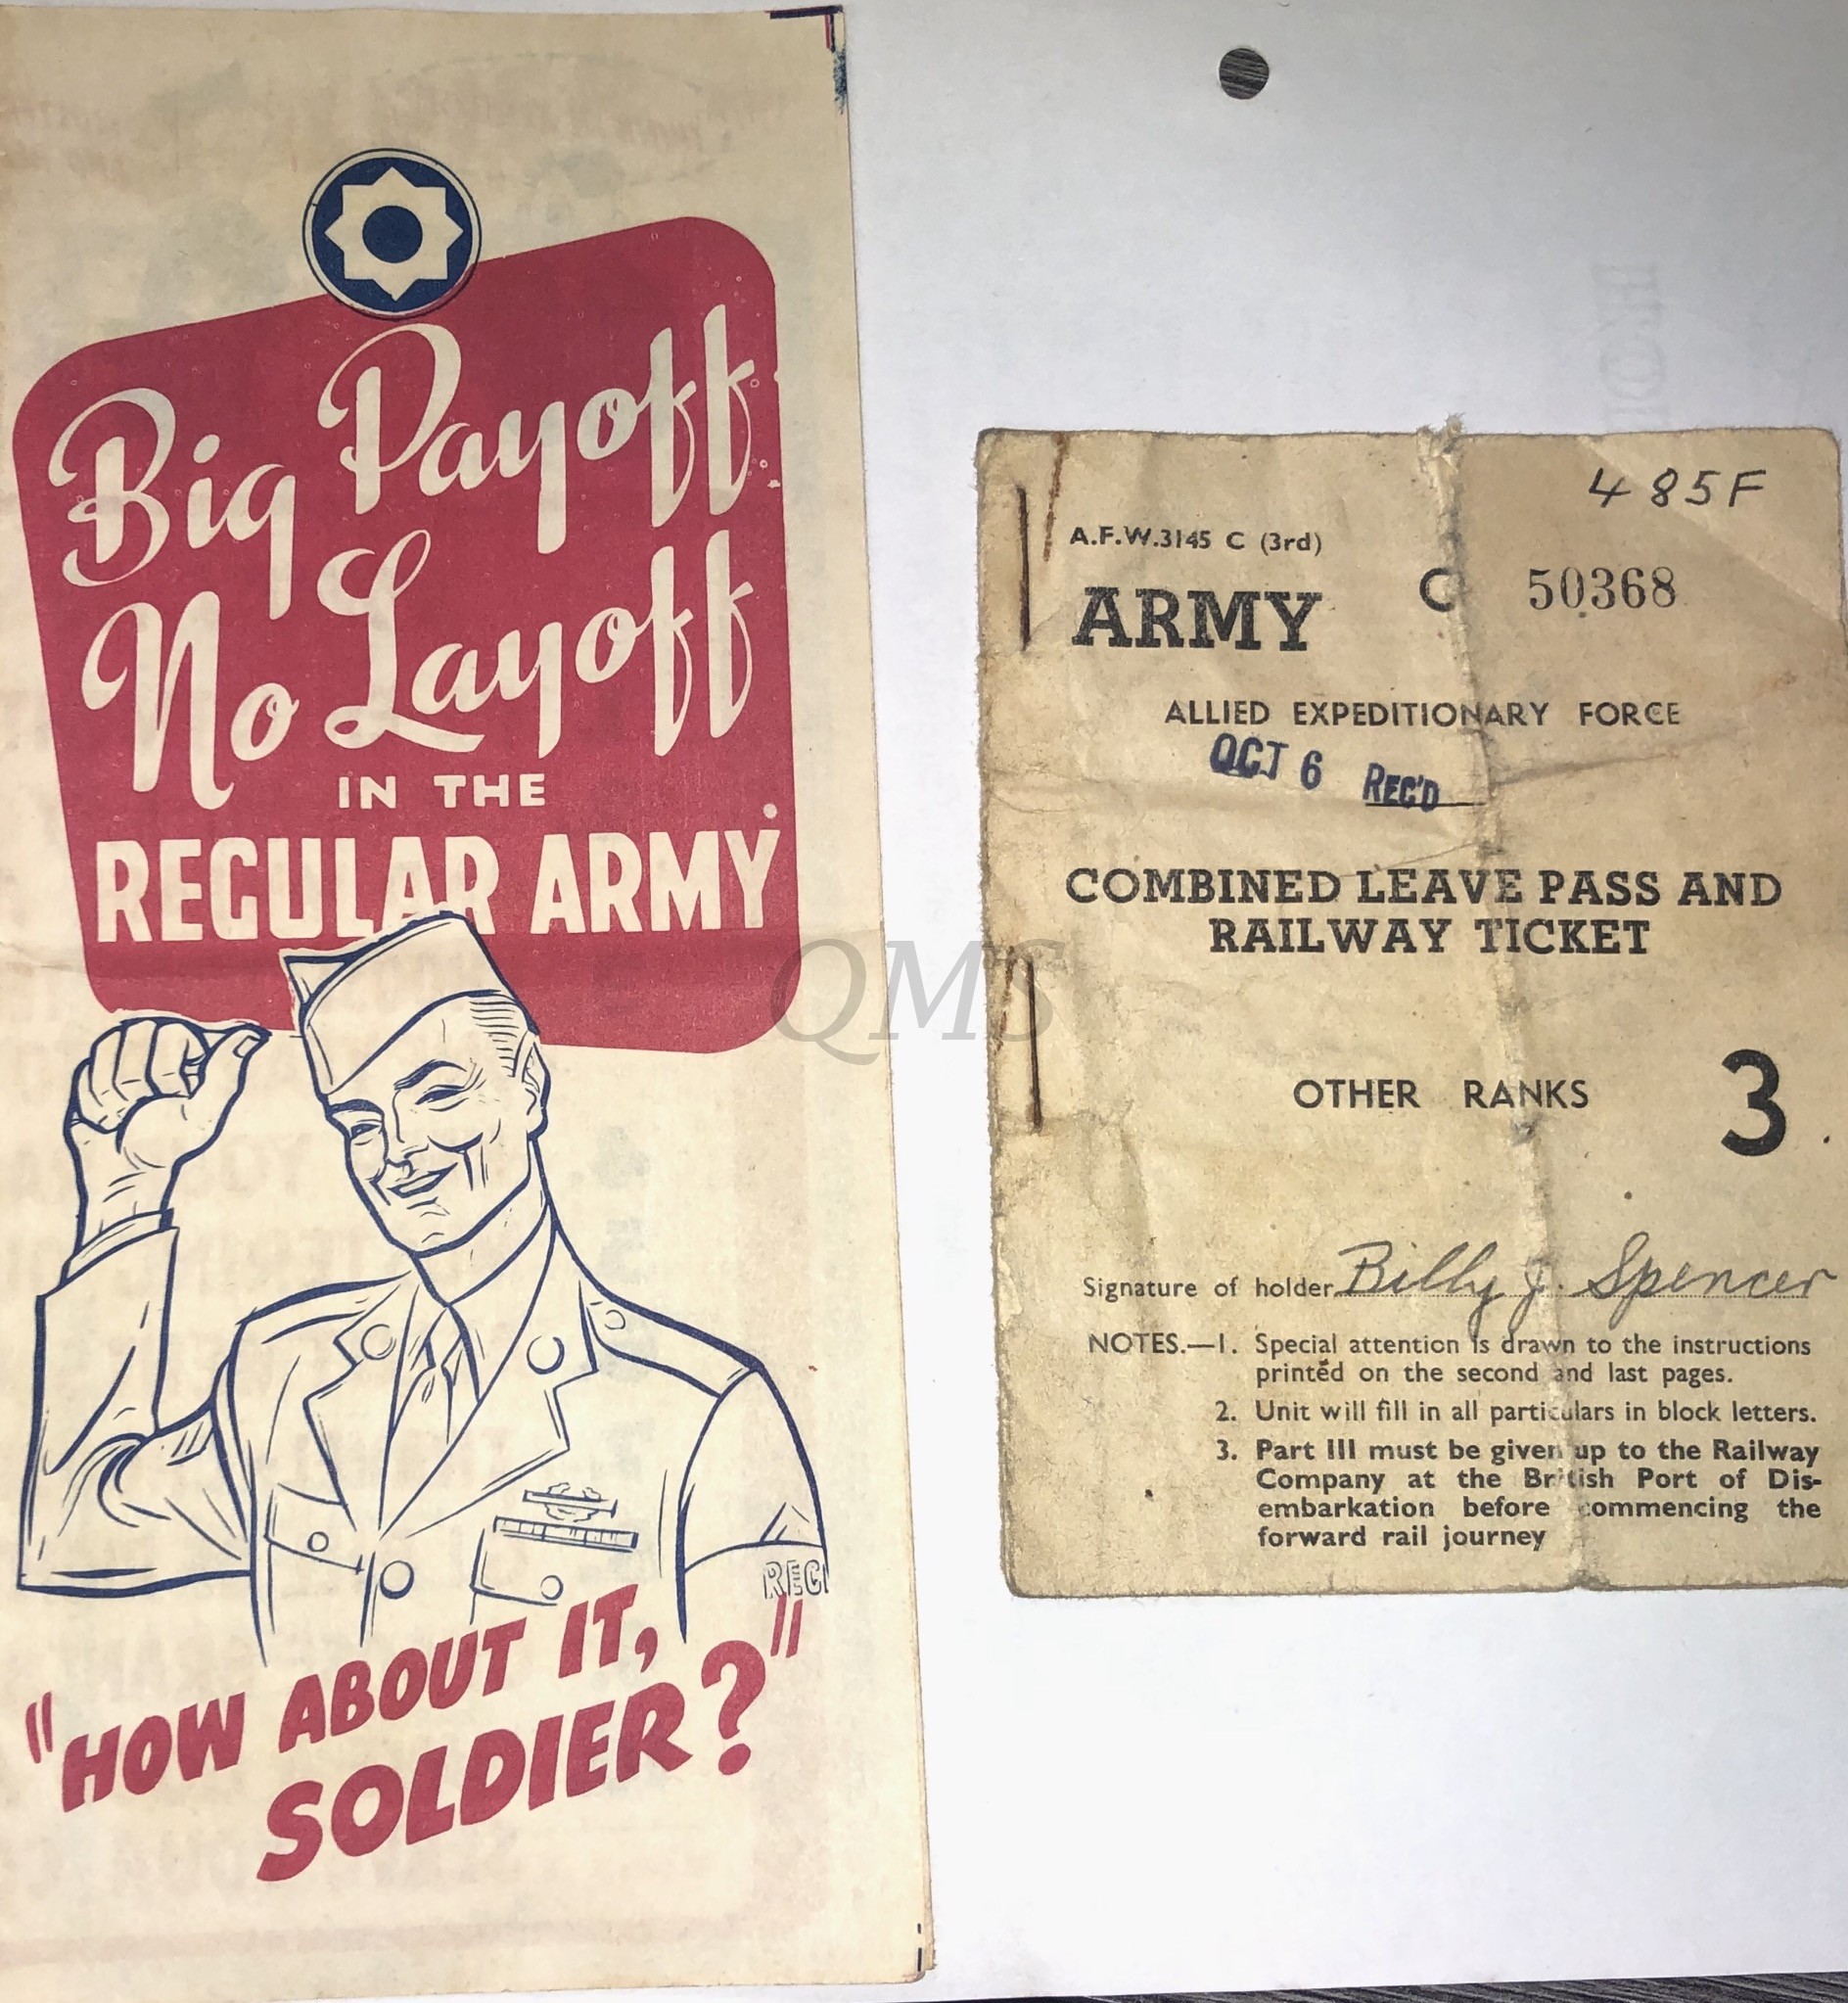 Big Payoff
No Layoff
IN THE
REGULAR ARMY
"HOW ABOUT IT,
SOLDIER?"
QMS
485F
A.F.W.3145 C (3rd)
ARMY C 50368
ALLIED EXPEDITIONARY FORCE
OCT 6 REC'D
COMBINED LEAVE PASS AND
RAILWAY TICKET
OTHER RANKS 3
Signature of holder Billy J. Spencer
NOTES.—1. Special attention is drawn to the instructions
printed on the second and last pages.
2. Unit will fill in all particulars in block letters.
3. Part III must be given up to the Railway
Company at the British Port of Dis-
embarkation before commencing the
forward rail journey